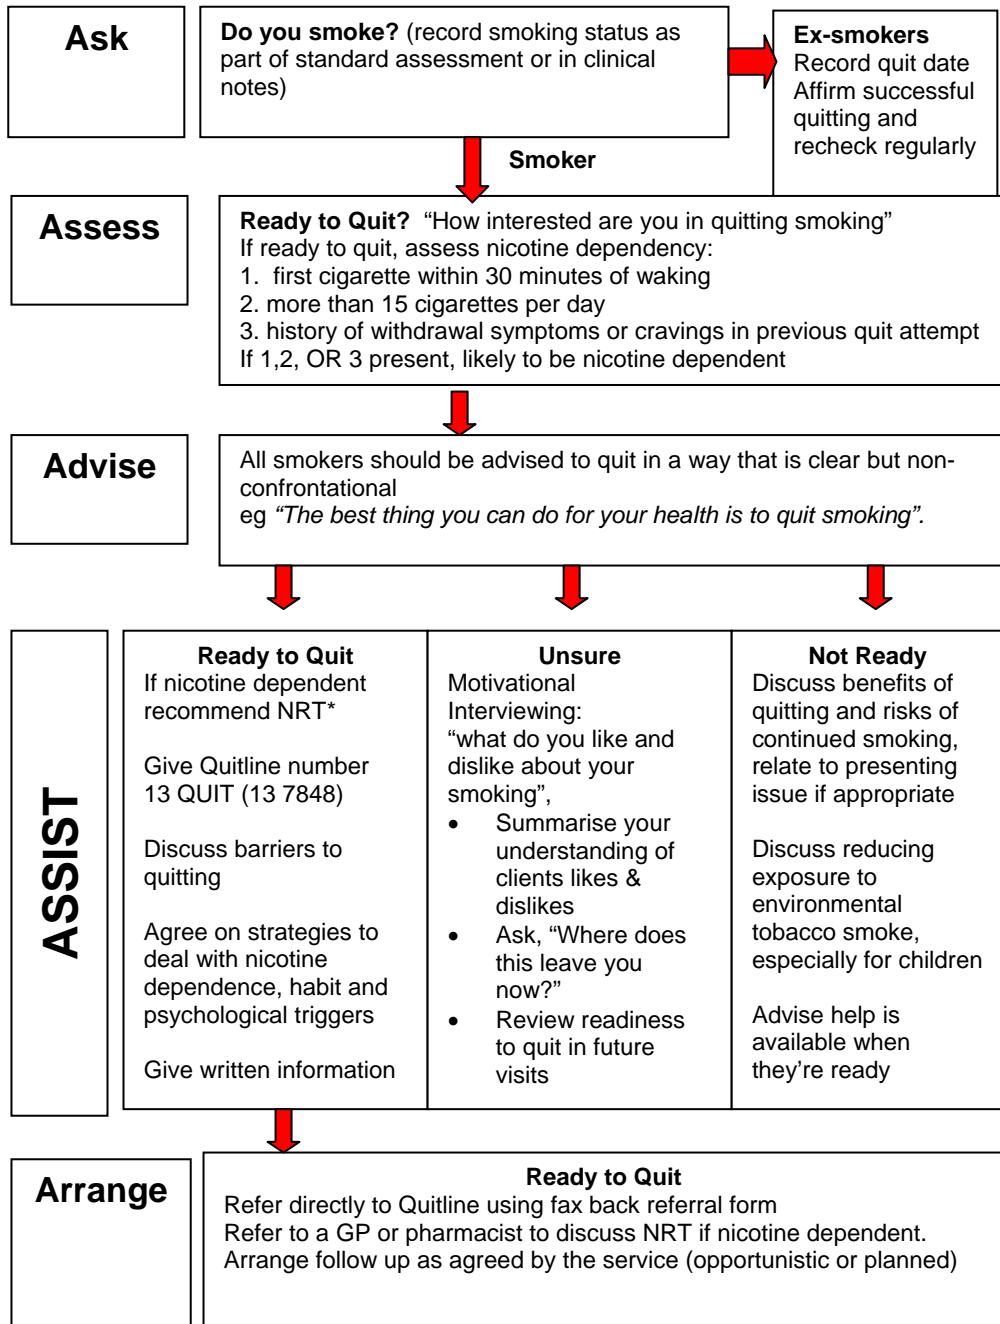 Ask
Do you smoke? (record smoking status as
part of standard assessment or in clinical
notes)
Ex-smokers
Record quit date
Affirm successful
quitting and
recheck regularly
Smoker
Assess
Ready to Quit?  “How interested are you in quitting smoking”
If ready to quit, assess nicotine dependency:
1.  first cigarette within 30 minutes of waking
2. more than 15 cigarettes per day
3. history of withdrawal symptoms or cravings in previous quit attempt
If 1,2, OR 3 present, likely to be nicotine dependent
Advise
All smokers should be advised to quit in a way that is clear but non-
confrontational
eg “The best thing you can do for your health is to quit smoking”.
ASSIST
Ready to Quit
If nicotine dependent
recommend NRT*
Give Quitline number
13 QUIT (13 7848)
Discuss barriers to
quitting
Agree on strategies to
deal with nicotine
dependence, habit and
psychological triggers
Give written information
Unsure
Motivational
Interviewing:
“what do you like and
dislike about your
smoking”,
• Summarise your
understanding of
clients likes &
dislikes
• Ask, “Where does
this leave you
now?”
• Review readiness
to quit in future
visits
Not Ready
Discuss benefits of
quitting and risks of
continued smoking,
relate to presenting
issue if appropriate
Discuss reducing
exposure to
environmental
tobacco smoke,
especially for children
Advise help is
available when
they’re ready
Arrange
Ready to Quit
Refer directly to Quitline using fax back referral form
Refer to a GP or pharmacist to discuss NRT if nicotine dependent.
Arrange follow up as agreed by the service (opportunistic or planned)